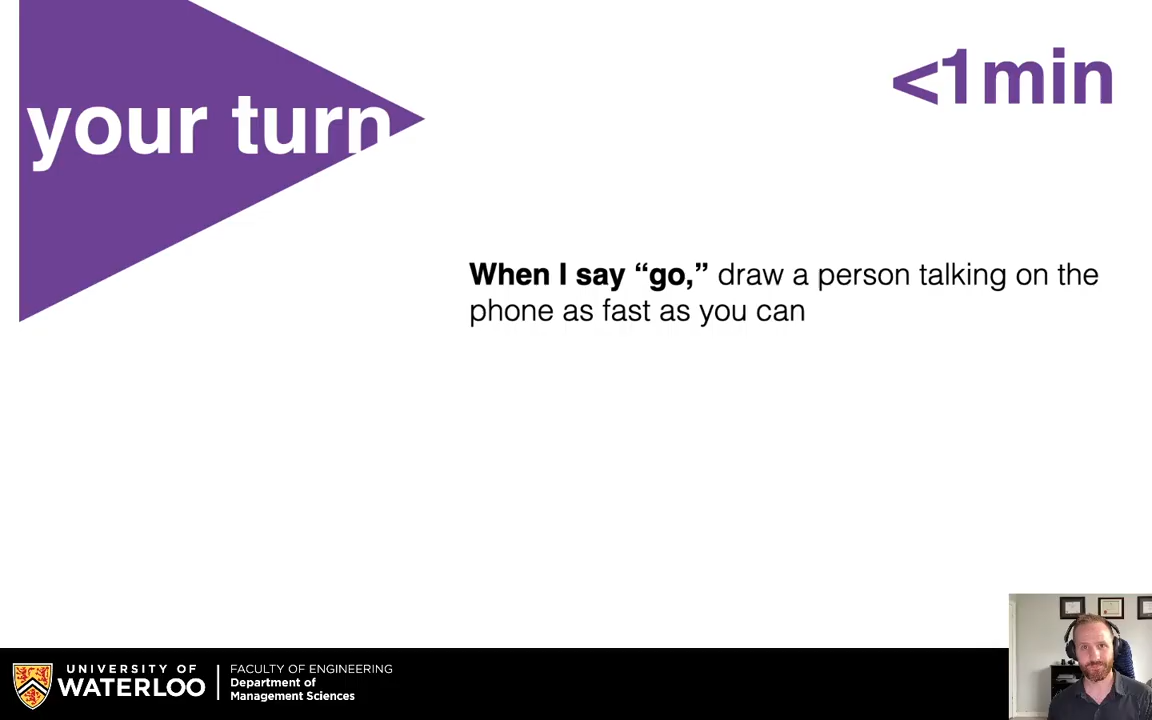 your turn
<1min
When I say “go,” draw a person talking on the
phone as fast as you can
UNIVERSITY OF
WATERLOO
FACULTY OF ENGINEERING
Department of
Management Sciences